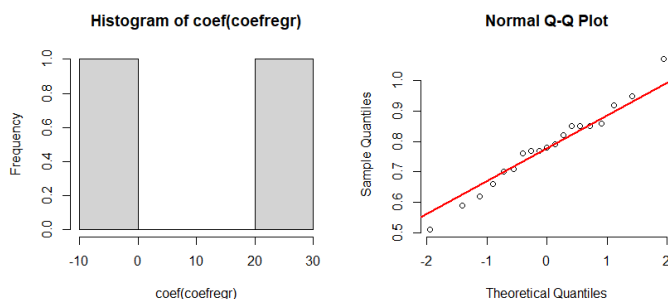 Histogram of coef(coefregr)
Frequency
0.0 0.2 0.4 0.6 0.8 1.0
-10 0 10 20 30
coef(coefregr)
Normal Q-Q Plot
Sample Quantiles
0.5 0.6 0.7 0.8 0.9 1.0
-2 -1 0 1 2
Theoretical Quantiles